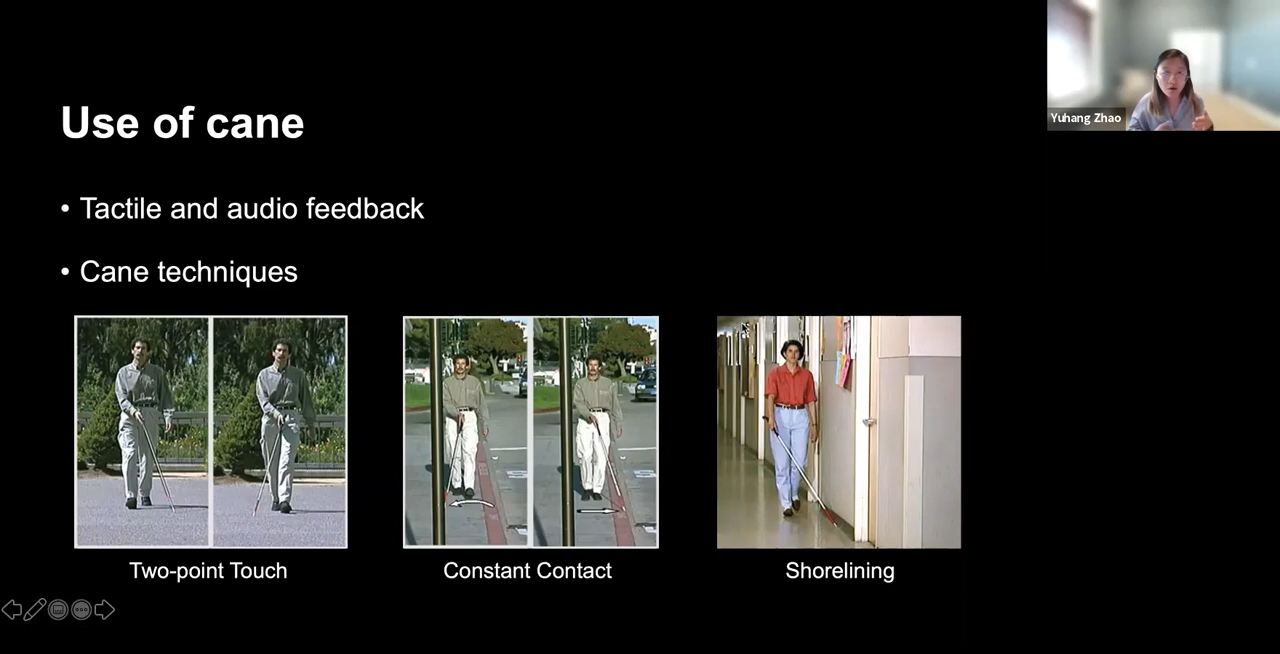 Use of cane
Yuhang Zhao
• Tactile and audio feedback
• Cane techniques
Two-point Touch
Constant Contact
Shorelining